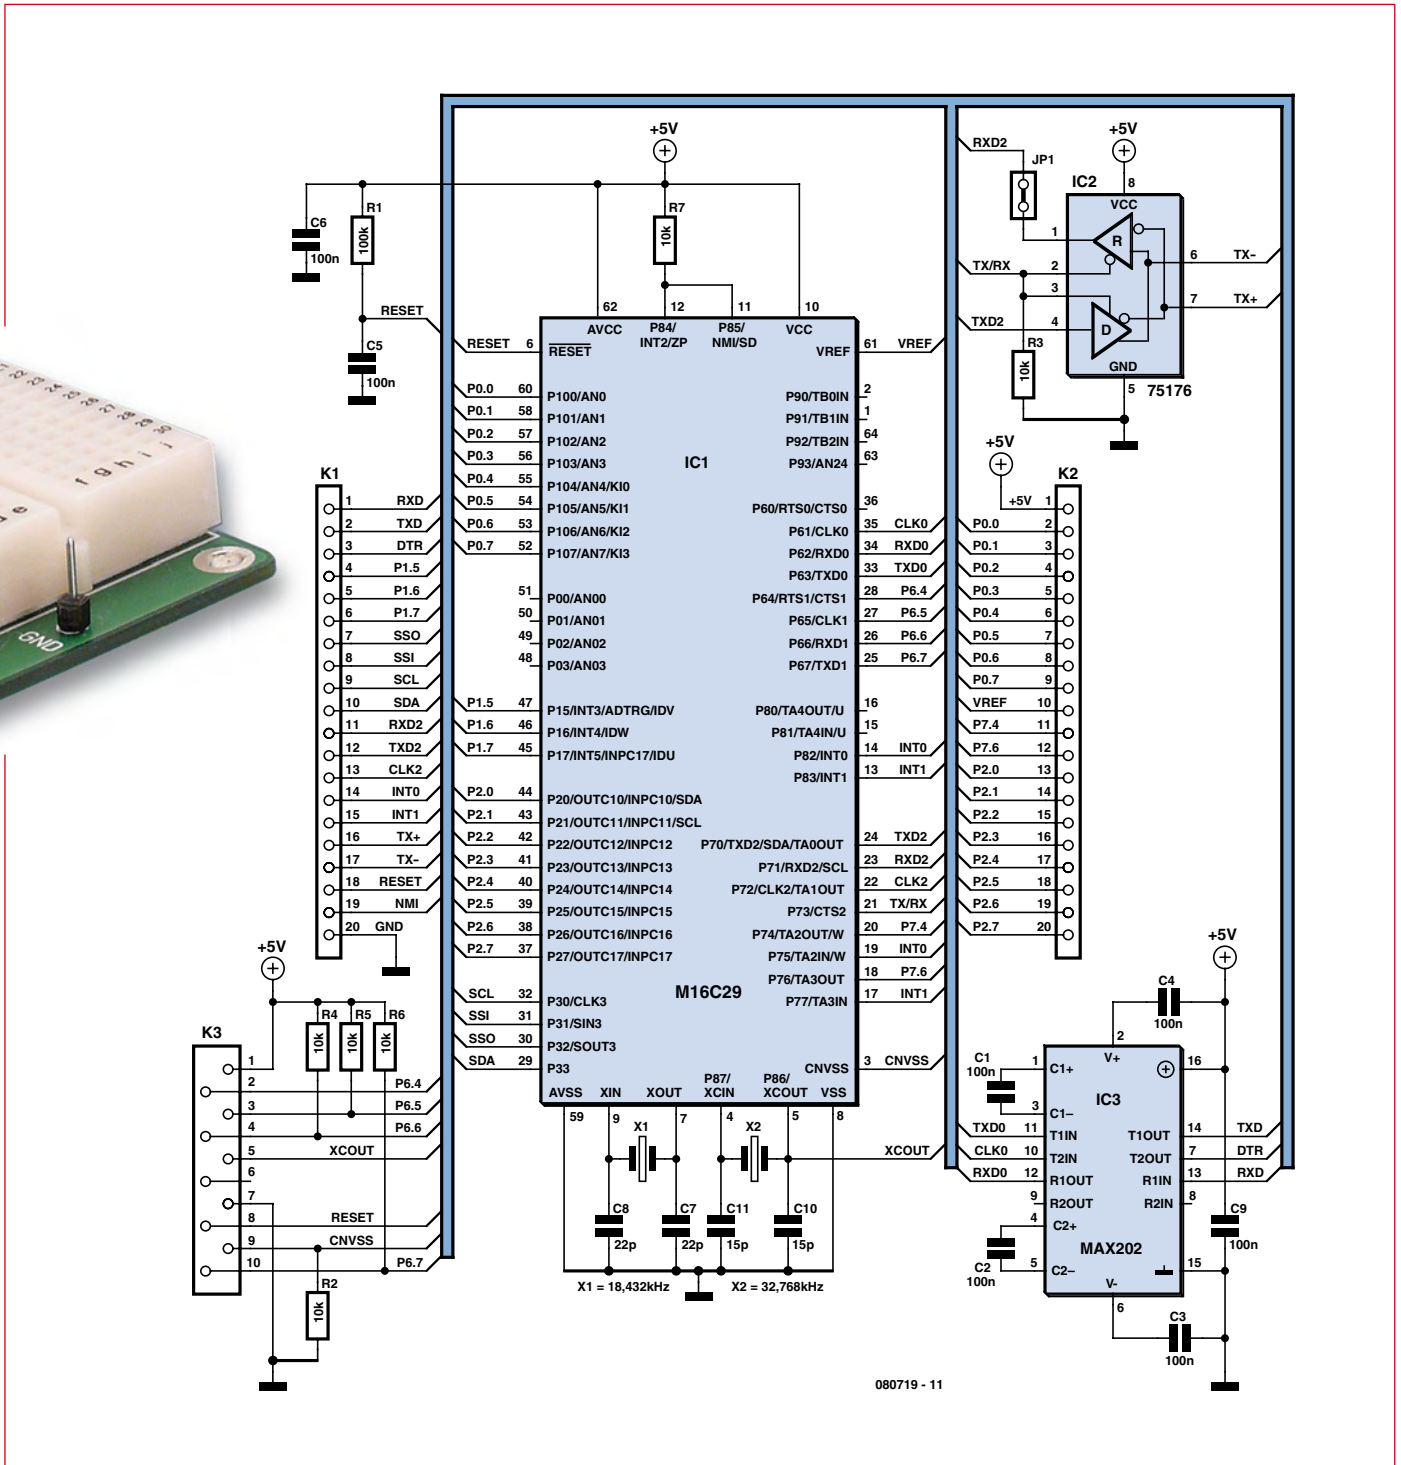 +5V
RXD2
JP1
+5V
IC2
8
VCC
1
R
TX/RX
2
6
TX–
3
7
TX+
TXD2
4
D
R3
10k
GND
5
75176
C6
100n
R1
100k
R7
10k
RESET
C5
100n
62
12
11
10
AVCC
P84/
INT2/ZP
P85/
NMI/SD
VCC
RESET 6 RESET
VREF 61 VREF
P0.0 60 P100/AN0
P0.1 58 P101/AN1
P0.2 57 P102/AN2
P0.3 56 P103/AN3
P0.4 55 P104/AN4/KI0
P0.5 54 P105/AN5/KI1
P0.6 53 P106/AN6/KI2
P0.7 52 P107/AN7/KI3
51 P00/AN00
50 P01/AN01
49 P02/AN02
48 P03/AN03
P1.5 47 P15/INT3/ADTRG/IDV
P1.6 46 P16/INT4/IDW
P1.7 45 P17/INT5/INPC17/IDU
P2.0 44 P20/OUTC10/INPC10/SDA
P2.1 43 P21/OUTC11/INPC11/SCL
P2.2 42 P22/OUTC12/INPC12
P2.3 41 P23/OUTC13/INPC13
P2.4 40 P24/OUTC14/INPC14
P2.5 39 P25/OUTC15/INPC15
P2.6 38 P26/OUTC16/INPC16
P2.7 37 P27/OUTC17/INPC17
SCL 32 P30/CLK3
SSI 31 P31/SIN3
SSO 30 P32/SOUT3
SDA 29 P33
IC1
M16C29
P90/TB0IN 2
P91/TB1IN 1
P92/TB2IN 64
P93/AN24 63
P60/RTS0/CTS0 36
P61/CLK0 35 CLK0
P62/RXD0 34 RXD0
P63/TXD0 33 TXD0
P64/RTS1/CTS1 28 P6.4
P65/CLK1 27 P6.5
P66/RXD1 26 P6.6
P67/TXD1 25 P6.7
P80/TA4OUT/U 16
P81/TA4IN/U 15
P82/INT0 14 INT0
P83/INT1 13 INT1
P70/TXD2/SDA/TA0OUT 24 TXD2
P71/RXD2/SCL 23 RXD2
P72/CLK2/TA1OUT 22 CLK2
P73/CTS2 21 TX/RX
P74/TA2OUT/W 20 P7.4
P75/TA2IN/W 19 INT0
P76/TA3OUT 18 P7.6
P77/TA3IN 17 INT1
CNVSS 3 CNVSS
AVSS
XIN
XOUT
P87/
XCIN
P86/
XCOUT
VSS
59
9
7
4
5
8
X1
X2
XCOUT
C8
22p
C7
22p
C11
15p
C10
15p
X1 = 18,432kHz
X2 = 32,768kHz
K1
1 RXD
2 TXD
3 DTR
4 P1.5
5 P1.6
6 P1.7
7 SSO
8 SSI
9 SCL
10 SDA
11 RXD2
12 TXD2
13 CLK2
14 INT0
15 INT1
16 TX+
17 TX–
18 RESET
19 NMI
20 GND
+5V
K2
+5V 1
P0.0 2
P0.1 3
P0.2 4
P0.3 5
P0.4 6
P0.5 7
P0.6 8
P0.7 9
VREF 10
P7.4 11
P7.6 12
P2.0 13
P2.1 14
P2.2 15
P2.3 16
P2.4 17
P2.5 18
P2.6 19
P2.7 20
+5V
R4
10k
R5
10k
R6
10k
K3
1
2 P6.4
3 P6.5
4 P6.6
5 XCOUT
6
7
8 RESET
9 CNVSS
10 P6.7
R2
10k
+5V
C4
100n
2
V+
C1
100n
1 C1+
3 C1–
16
IC3
TXD0 11 T1IN
T1OUT 14 TXD
CLK0 10 T2IN
T2OUT 7 DTR
RXD0 12 R1OUT
R1IN 13 RXD
9 R2OUT
R2IN 8
4 C2+
C2
100n
5 C2–
MAX202
15
V-
6
C9
100n
C3
100n
080719 - 11
GND
f g h i j
e